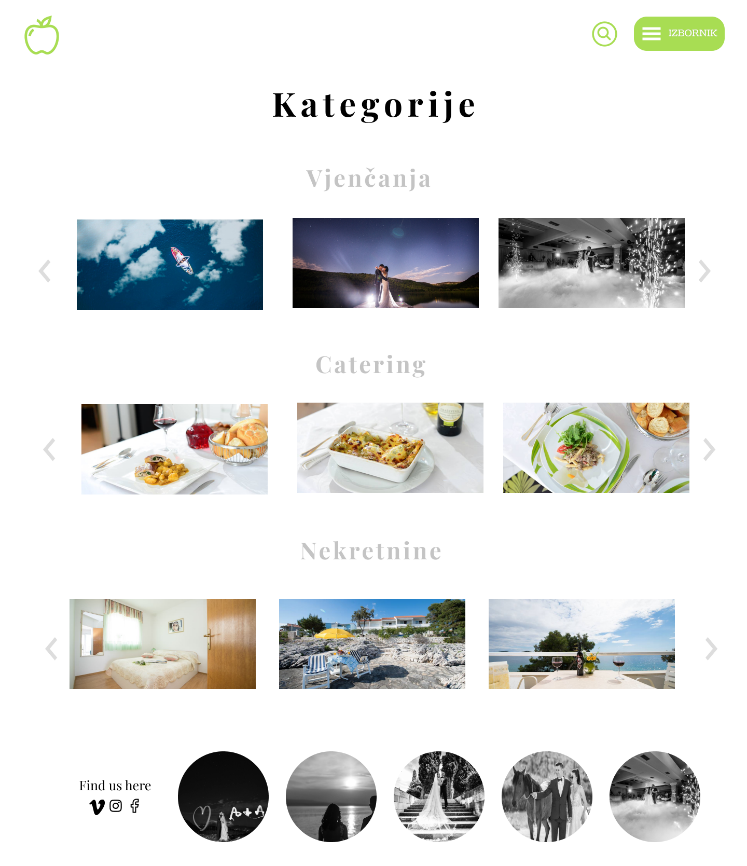 IZBORNIK
Kategorije
Vjenčanja
Catering
Nekretnine
Find us here
A+A